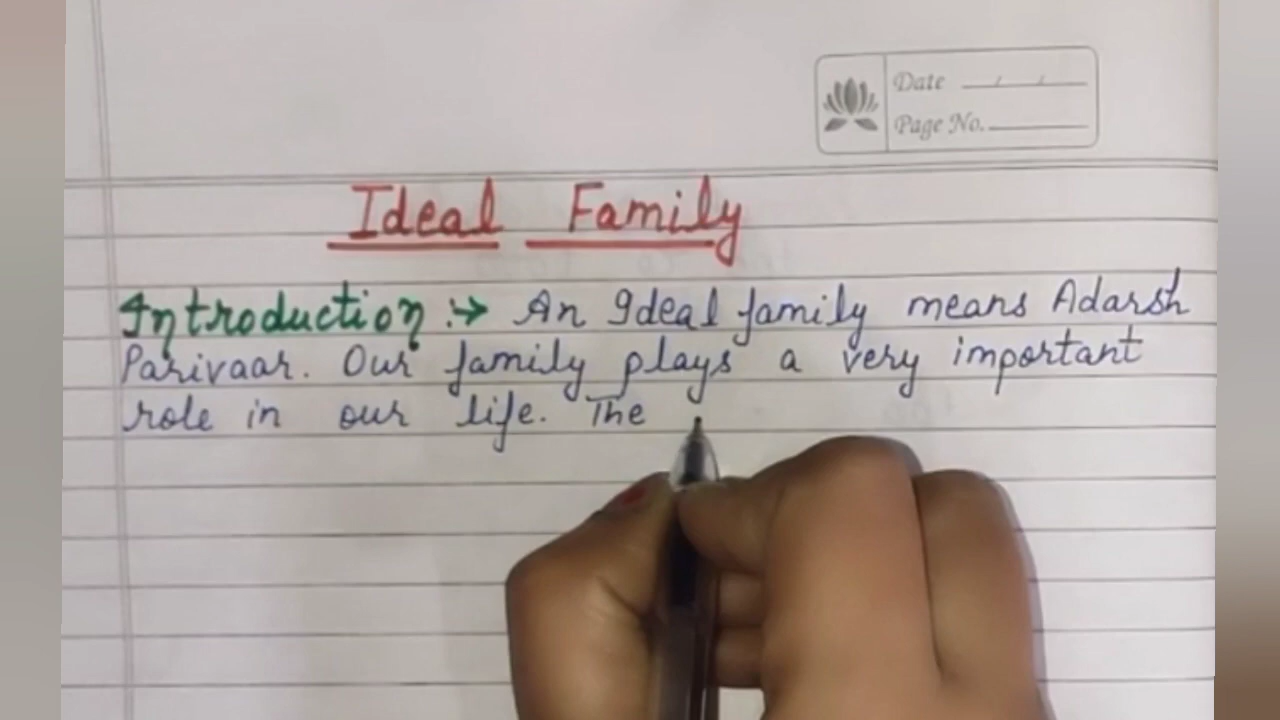 Date / /
Page No.
Ideal Family
Introduction :→ An Ideal family means Adarsh
Parivaar. Our family plays a very important
role in our life. The